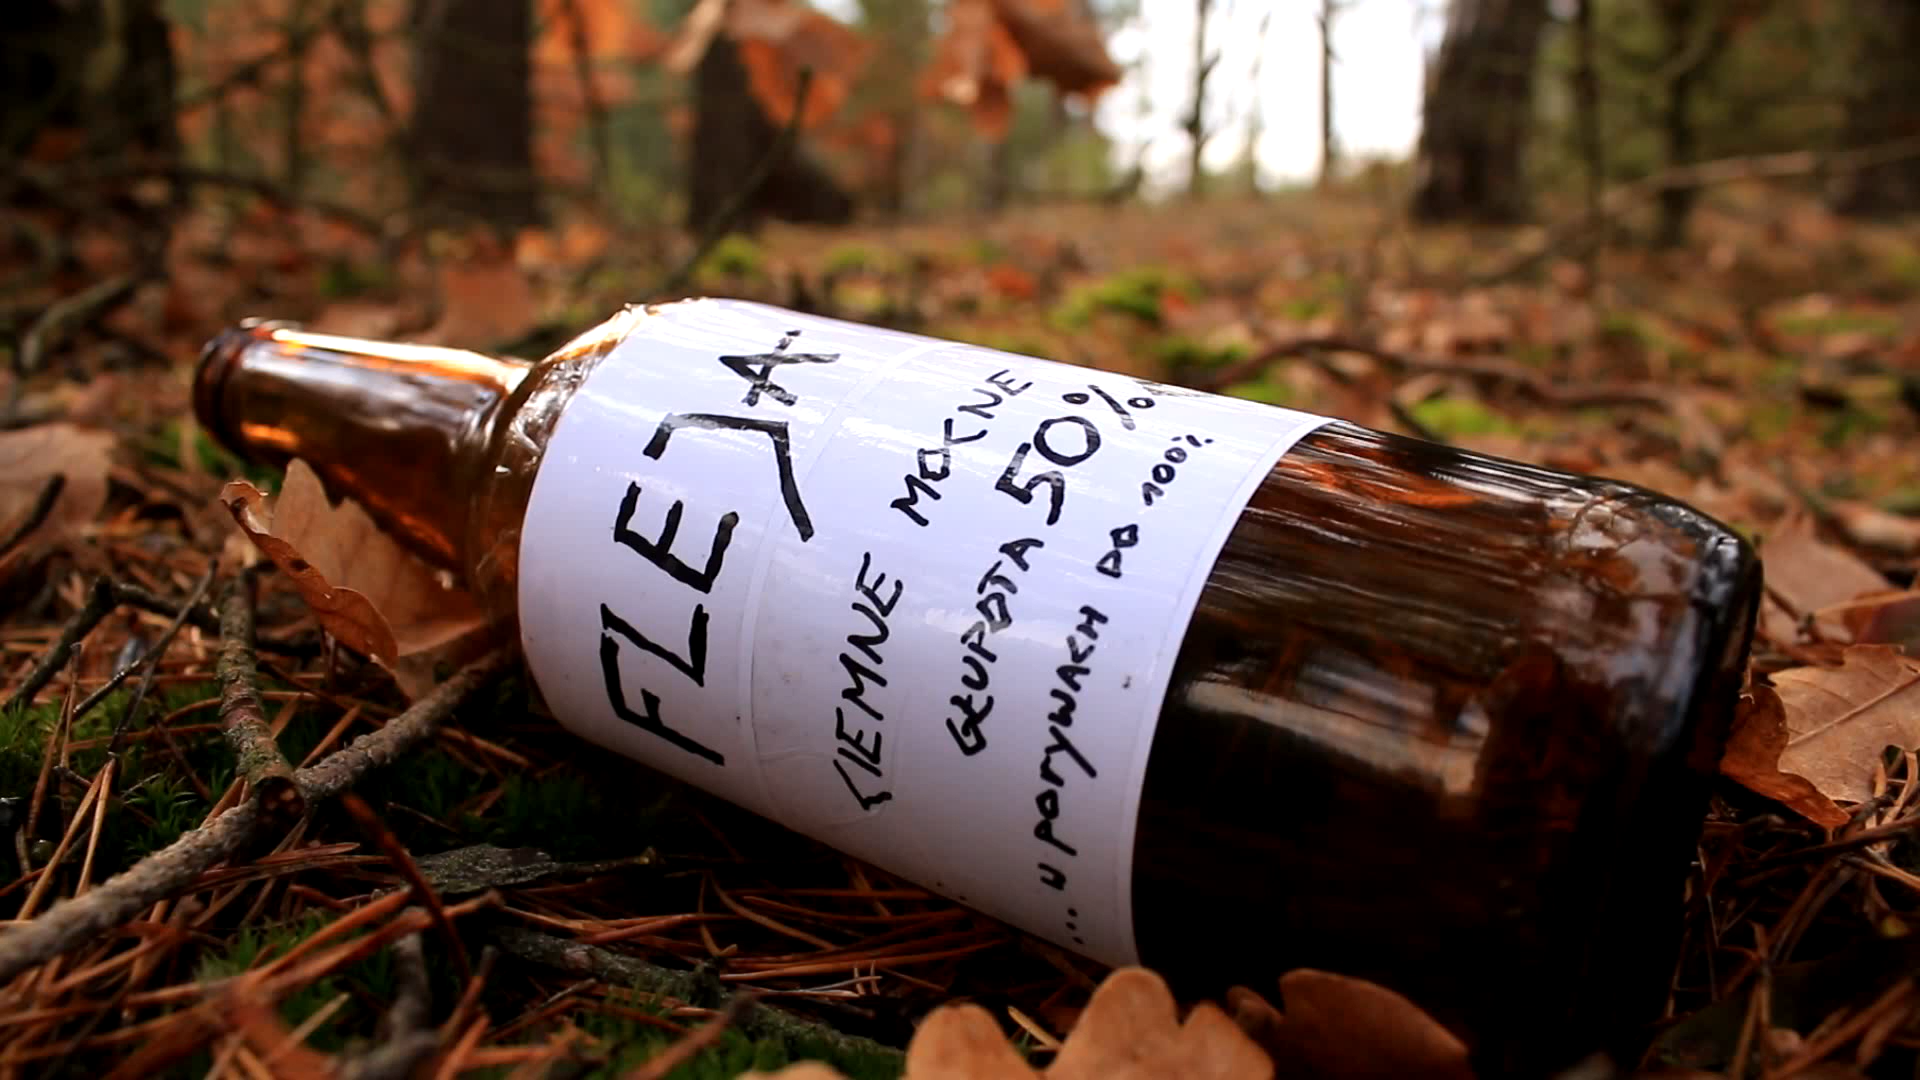 FLEJA
CIEMNE MOCNE
GŁUPOTA 50%
... W PORYWACH DO 100%